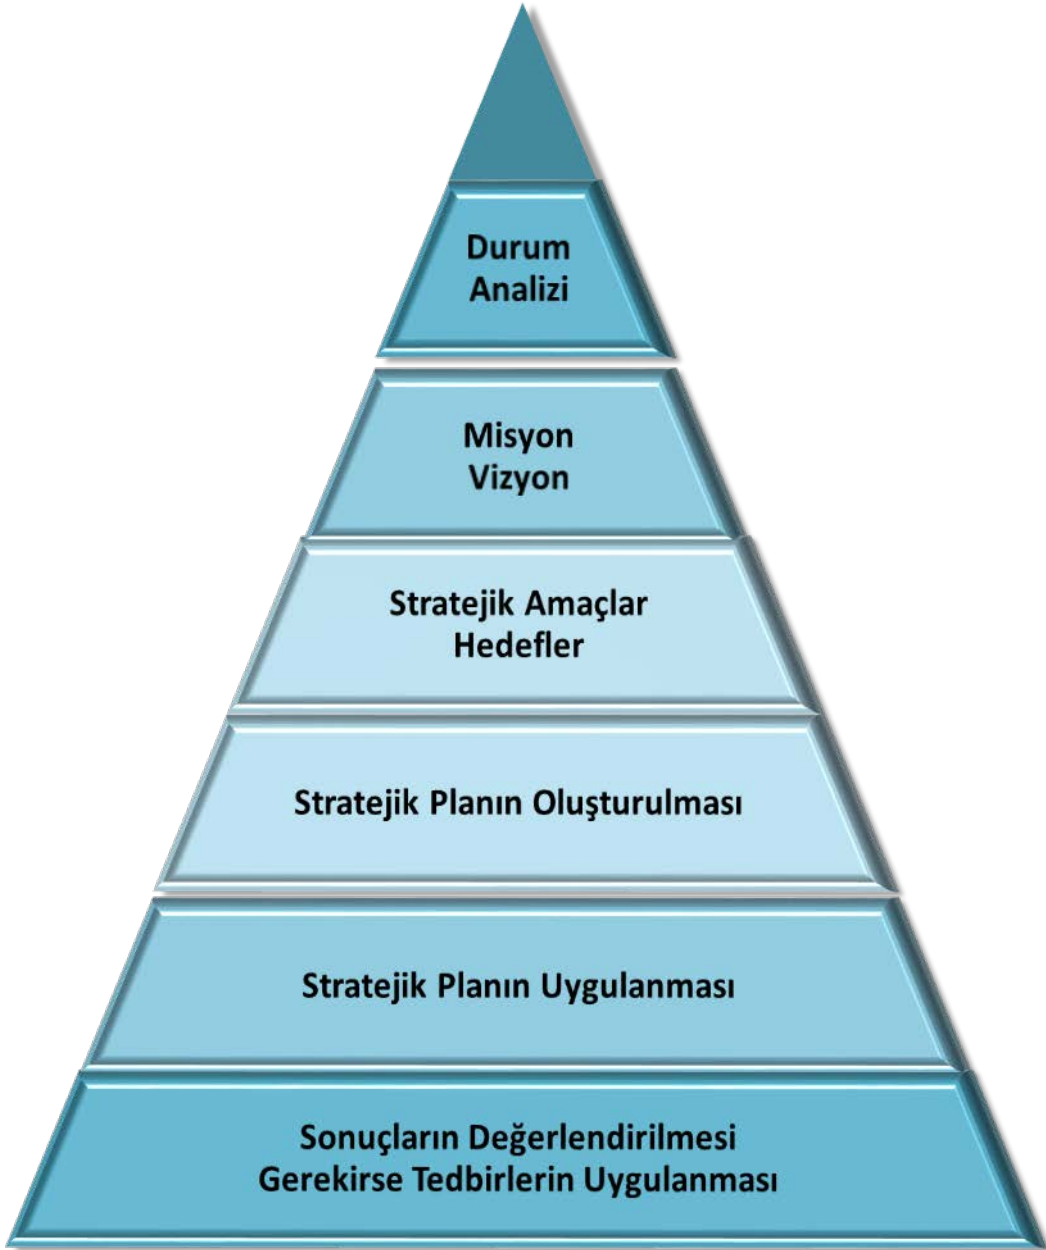 Durum
Analizi
Misyon
Vizyon
Stratejik Amaçlar
Hedefler
Stratejik Planın Oluşturulması
Stratejik Planın Uygulanması
Sonuçların Değerlendirilmesi
Gerekirse Tedbirlerin Uygulanması